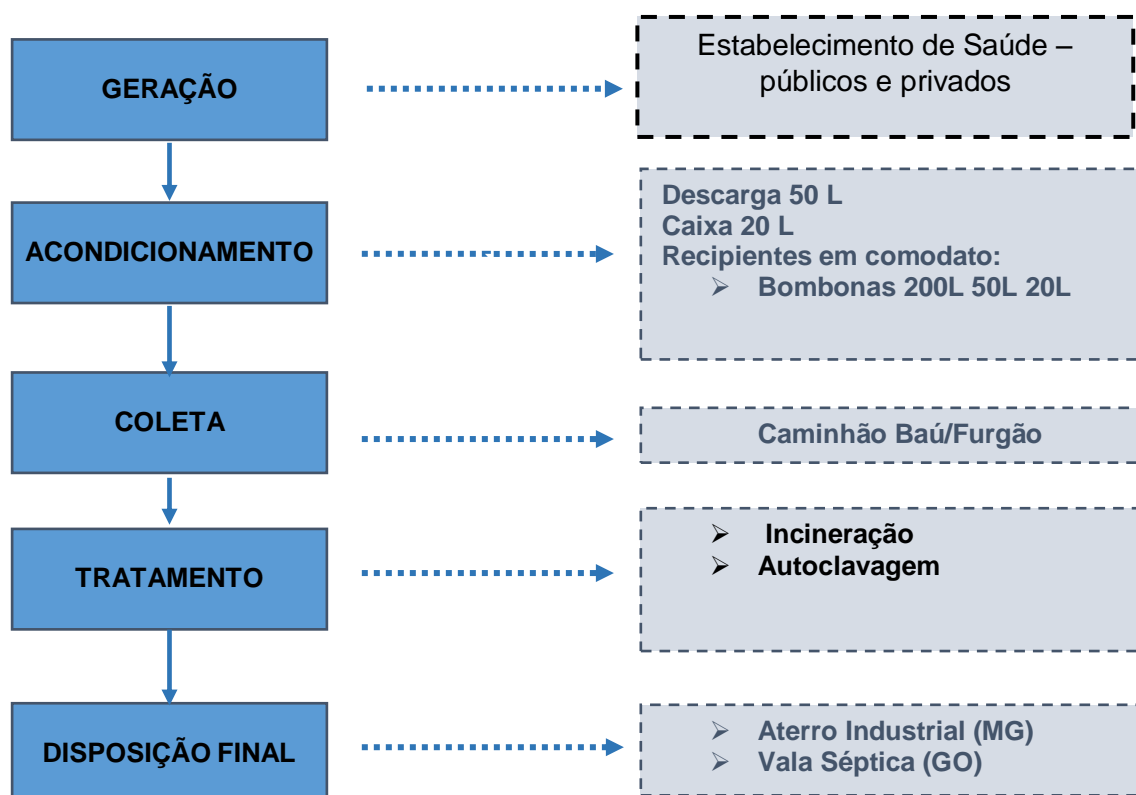 GERAÇÃO
Estabelecimento de Saúde –
públicos e privados
ACONDICIONAMENTO
Descarga 50 L
Caixa 20 L
Recipientes em comodato:
➢ Bombonas 200L 50L 20L
COLETA
Caminhão Baú/Furgão
TRATAMENTO
➢ Incineração
➢ Autoclavagem
DISPOSIÇÃO FINAL
➢ Aterro Industrial (MG)
➢ Vala Séptica (GO)